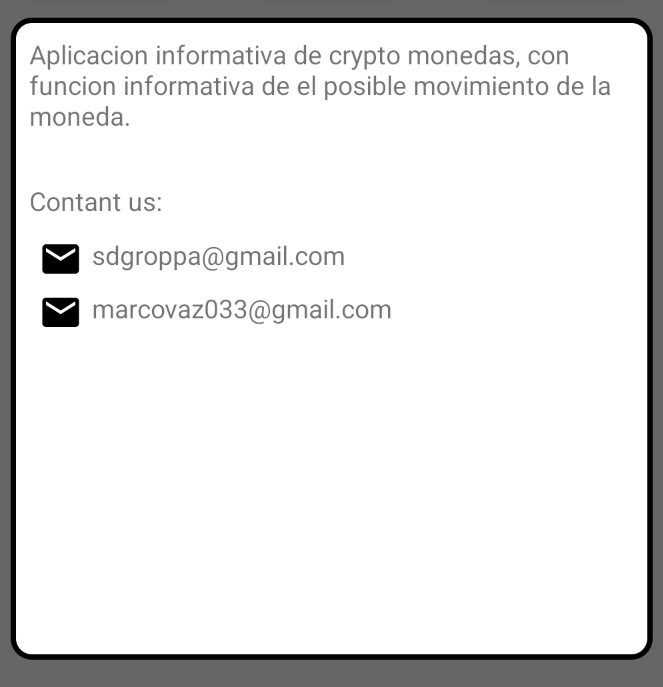 Aplicacion informativa de crypto monedas, con
funcion informativa de el posible movimiento de la
moneda.
Contant us:
sdgroppa@gmail.com
marcovaz033@gmail.com